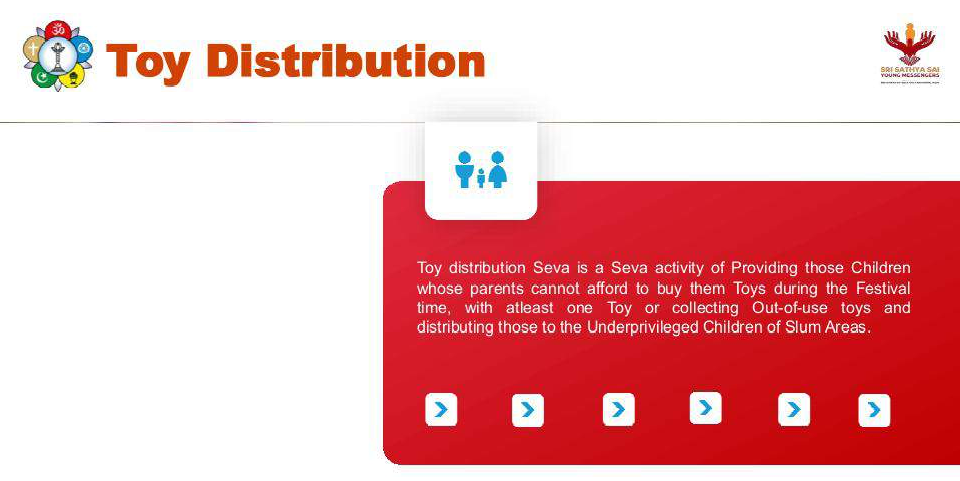 Toy Distribution
SRI SATHYA SAI
YOUNG MESSENGERS
Toy distribution Seva is a Seva activity of Providing those Children
whose parents cannot afford to buy them Toys during the Festival
time, with atleast one Toy or collecting Out-of-use toys and
distributing those to the Underprivileged Children of Slum Areas.